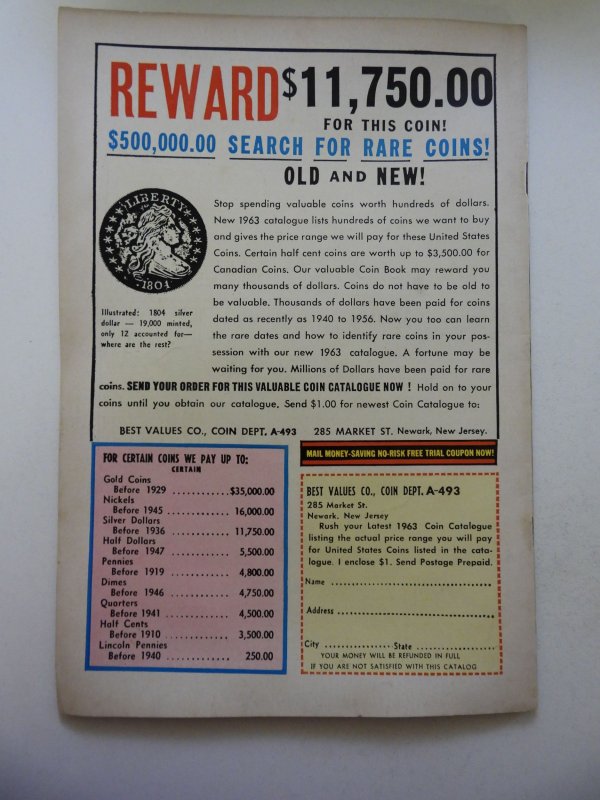 REWARD $11,750.00
FOR THIS COIN!
$500,000.00 SEARCH FOR RARE COINS!
OLD AND NEW!
LIBERTY
1804
Illustrated: 1804 silver
dollar — 19,000 minted,
only 12 accounted for—
where are the rest?
Stop spending valuable coins worth hundreds of dollars.
New 1963 catalogue lists hundreds of coins we want to buy
and gives the price range we will pay for these United States
Coins. Certain half cent coins are worth up to $3,500.00 for
Canadian Coins. Our valuable Coin Book may reward you
many thousands of dollars. Coins do not have to be old to
be valuable. Thousands of dollars have been paid for coins
dated as recently as 1940 to 1956. Now you too can learn
the rare dates and how to identify rare coins in your pos-
session with our new 1963 catalogue. A fortune may be
waiting for you. Millions of Dollars have been paid for rare
coins. SEND YOUR ORDER FOR THIS VALUABLE COIN CATALOGUE NOW ! Hold on to your
coins until you obtain our catalogue. Send $1.00 for newest Coin Catalogue to:
BEST VALUES CO., COIN DEPT. A-493 285 MARKET ST. Newark, New Jersey.
FOR CERTAIN COINS WE PAY UP TO:
CERTAIN
Gold Coins
Before 1929 ............$35,000.00
Nickels
Before 1945 ............ 16,000.00
Silver Dollars
Before 1936 ............ 11,750.00
Half Dollars
Before 1947 ............ 5,500.00
Pennies
Before 1919 ............ 4,800.00
Dimes
Before 1946 ............ 4,750.00
Quarters
Before 1941 ............ 4,500.00
Half Cents
Before 1910 ............ 3,500.00
Lincoln Pennies
Before 1940 ............ 250.00
MAIL MONEY-SAVING NO-RISK FREE TRIAL COUPON NOW!
BEST VALUES CO., COIN DEPT. A-493
285 Market St.
Newark, New Jersey
Rush your Latest 1963 Coin Catalogue
listing the actual price range you will pay
for United States Coins listed in the cata-
logue. I enclose $1. Send Postage Prepaid.
Name ........................................
Address ........................................
City ................ State ....................
YOUR MONEY WILL BE REFUNDED IN FULL
IF YOU ARE NOT SATISFIED WITH THIS CATALOG